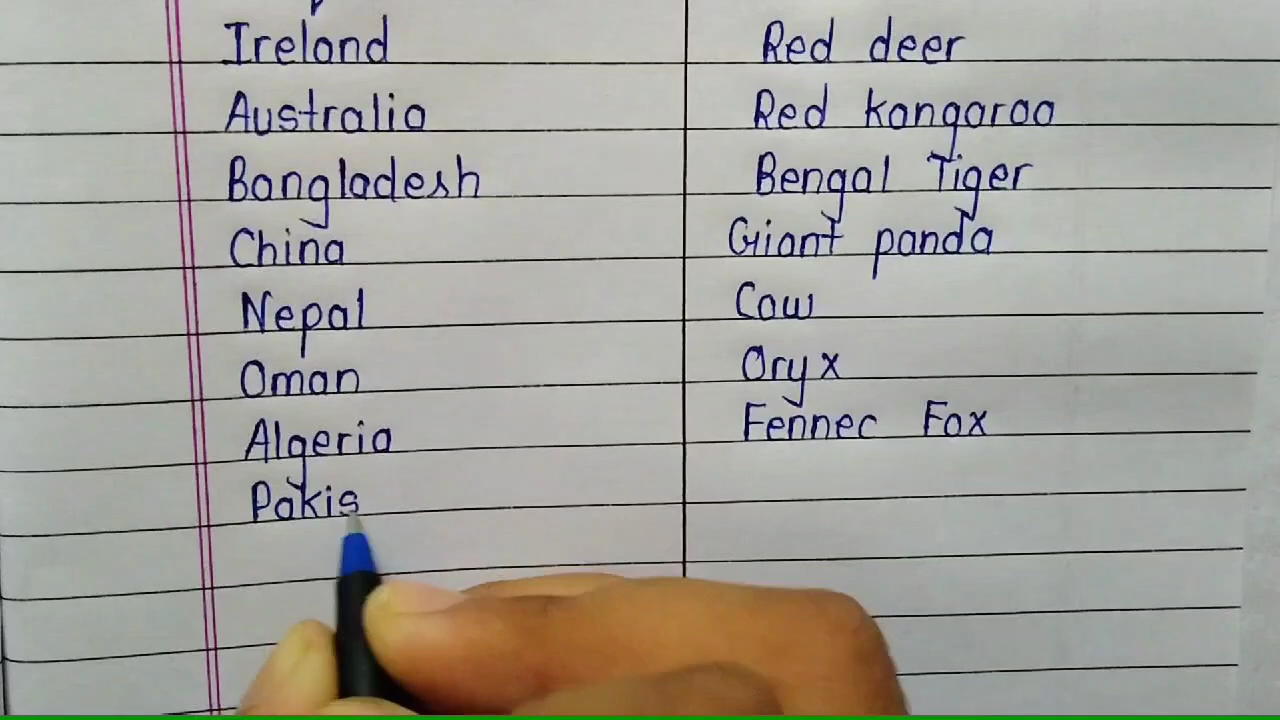 Ireland Red deer
Australia Red kangaroo
Bangladesh Bengal Tiger
China Giant panda
Nepal Cow
Oman Oryx
Algeria Fennec Fox
Pakis